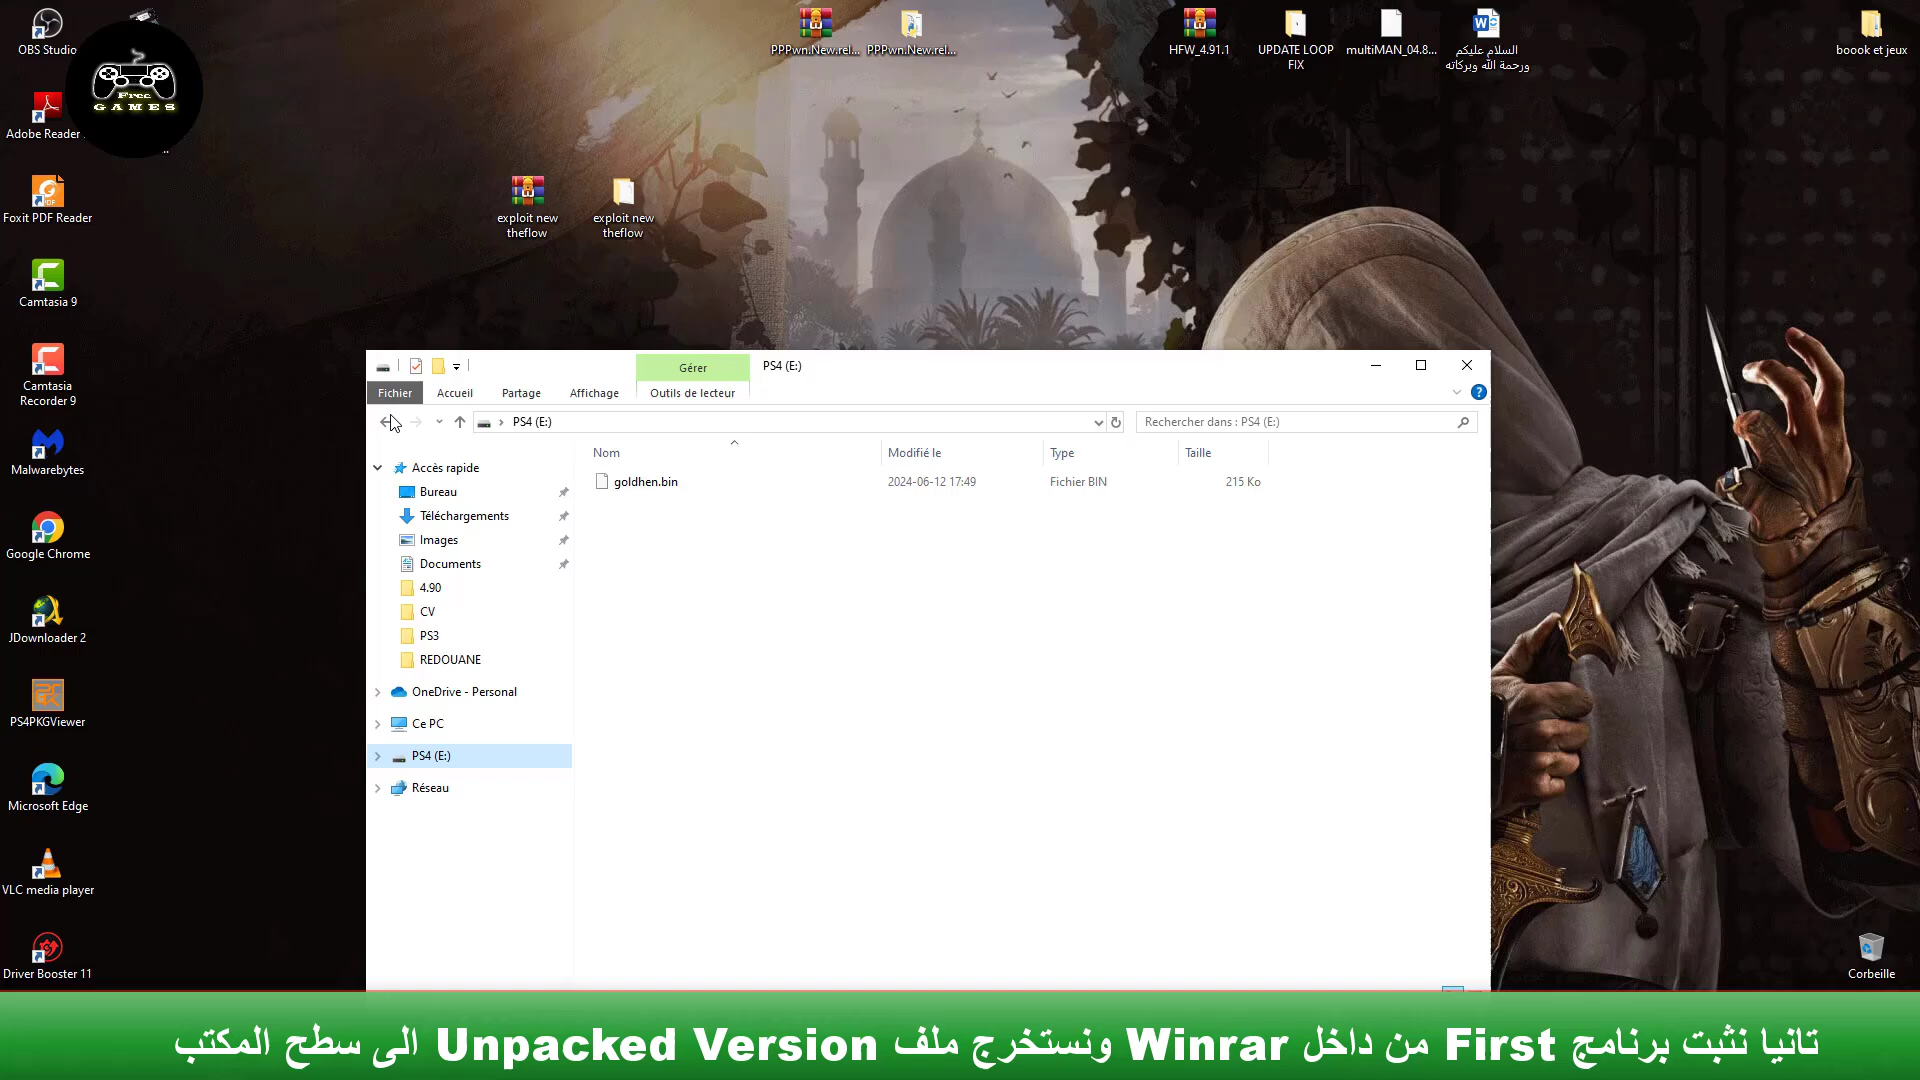 OBS Studio
Free
GAMES
PPPwn.New.rel...
PPPwn.New.rel...
HFW_4.91.1
UPDATE LOOP
FIX
multiMAN_04.8...
السلام عليكم
ورحمة الله وبركاته
boook et jeux
Adobe Reader
...
exploit new
theflow
exploit new
theflow
Foxit PDF Reader
Camtasia 9
Camtasia
Recorder 9
Malwarebytes
Google Chrome
JDownloader 2
PS4PKGViewer
Microsoft Edge
VLC media player
Driver Booster 11
Corbeille
Gérer
PS4 (E:)
Fichier
Accueil
Partage
Affichage
Outils de lecteur
PS4 (E:)
Rechercher dans : PS4 (E:)
Nom
Modifié le
Type
Taille
goldhen.bin
2024-06-12 17:49
Fichier BIN
215 Ko
Accès rapide
Bureau
Téléchargements
Images
Documents
4.90
CV
PS3
REDOUANE
OneDrive - Personal
Ce PC
PS4 (E:)
Réseau
تانيا نثبت برنامج First من داخل Winrar ونستخرج ملف Unpacked Version الى سطح المكتب